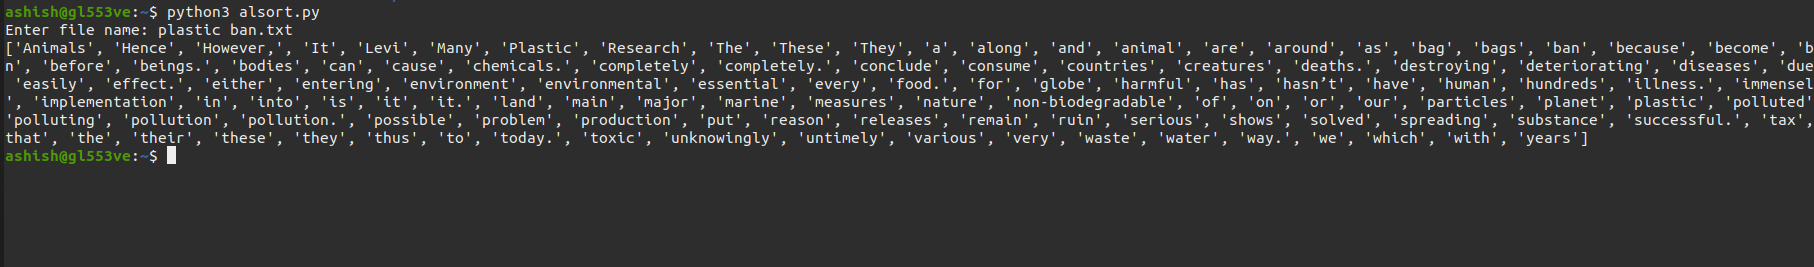 ashish@gl553ve:~$ python3 alsort.py
Enter file name: plastic ban.txt
['Animals', 'Hence', 'However,', 'It', 'Levi', 'Many', 'Plastic', 'Research', 'The', 'These', 'They', 'a', 'along', 'and', 'animal', 'are', 'around', 'as', 'bag', 'bags', 'ban', 'because', 'become', 'b
n', 'before', 'beings.', 'bodies', 'can', 'cause', 'chemicals.', 'completely', 'completely.', 'conclude', 'consume', 'countries', 'creatures', 'deaths.', 'destroying', 'deteriorating', 'diseases', 'due
'easily', 'effect.', 'either', 'entering', 'environment', 'environmental', 'essential', 'every', 'food.', 'for', 'globe', 'harmful', 'has', 'hasn’t', 'have', 'human', 'hundreds', 'illness.', 'immensel
', 'implementation', 'in', 'into', 'is', 'it', 'it.', 'land', 'main', 'major', 'marine', 'measures', 'nature', 'non-biodegradable', 'of', 'on', 'or', 'our', 'particles', 'planet', 'plastic', 'polluted'
'polluting', 'pollution', 'pollution.', 'possible', 'problem', 'production', 'put', 'reason', 'releases', 'remain', 'ruin', 'serious', 'shows', 'solved', 'spreading', 'substance', 'successful.', 'tax',
that', 'the', 'their', 'these', 'they', 'thus', 'to', 'today.', 'toxic', 'unknowingly', 'untimely', 'various', 'very', 'waste', 'water', 'way.', 'we', 'which', 'with', 'years']
ashish@gl553ve:~$